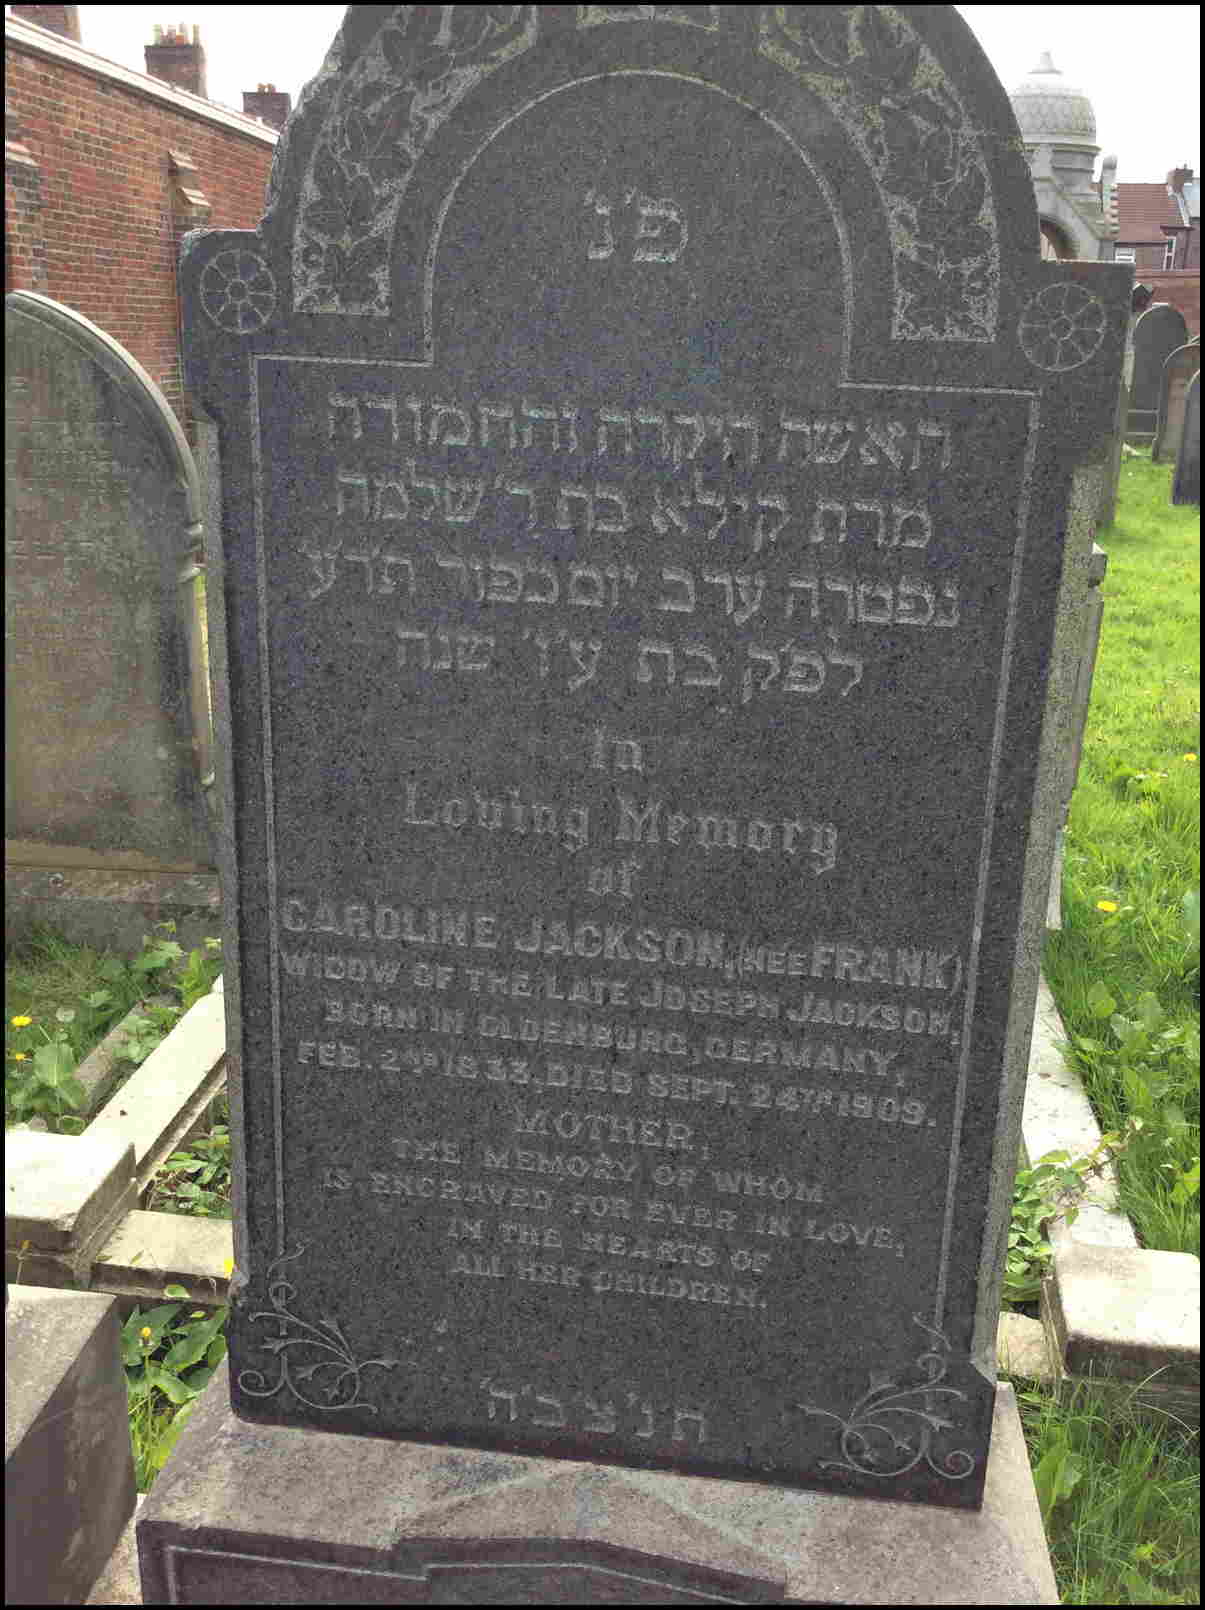 פ'נ'
האשה היקרה והחמודה
מרת קילא בת ר' שלמה
נפטרה ערב יום כפור תר'ע
לפ'ק בת ע'ז' שנה
In
Loving Memory
of
CAROLINE JACKSON, (NÉE FRANK)
WIDOW OF THE LATE JOSEPH JACKSON,
BORN IN OLDENBURG, GERMANY,
FEB. 2ND 1833. DIED SEPT. 24TH 1909.
MOTHER,
THE MEMORY OF WHOM
IS ENGRAVED FOR EVER IN LOVE,
IN THE HEARTS OF
ALL HER CHILDREN.
ת'נ'צ'ב'ה'